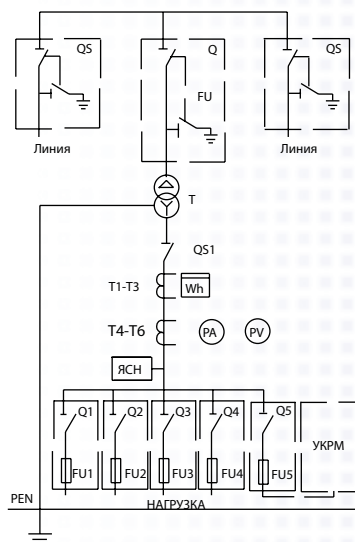 QS Q QS
FU
Линия Линия
T
QS1
T1-T3 Wh
T4-T6 PA PV
ЯСН
Q1 Q2 Q3 Q4 Q5
УКРМ
FU1 FU2 FU3 FU4 FU5
PEN НАГРУЗКА